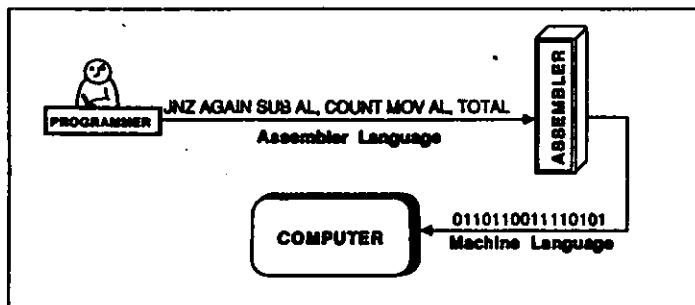 JNZ AGAIN SUB AL, COUNT MOV AL, TOTAL
PROGRAMMER
Assembler Language
ASSEMBLER
0110110011110101
Machine Language
COMPUTER